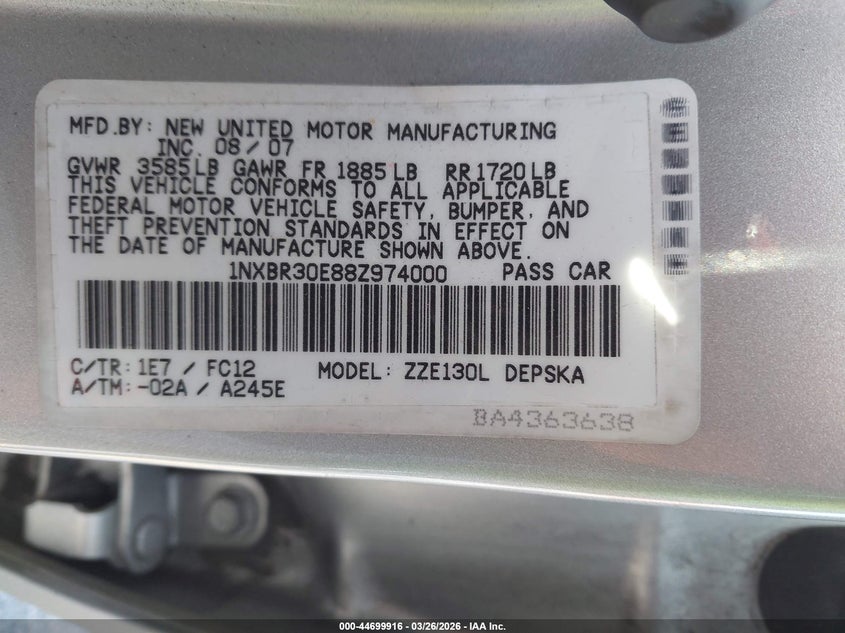 MFD.BY: NEW UNITED MOTOR MANUFACTURING
INC. 08/07
GVWR 3585LB GAWR FR 1885LB RR1720LB
THIS VEHICLE CONFORMS TO ALL APPLICABLE
FEDERAL MOTOR VEHICLE SAFETY, BUMPER, AND
THEFT PREVENTION STANDARDS IN EFFECT ON
THE DATE OF MANUFACTURE SHOWN ABOVE.
1NXBR30E88Z974000 PASS CAR
C/TR: 1E7 / FC12 MODEL: ZZE130L DEPSKA
A/TM: -02A / A245E
BA4363638
000-44699916 | 03/26/2026 - IAA Inc.